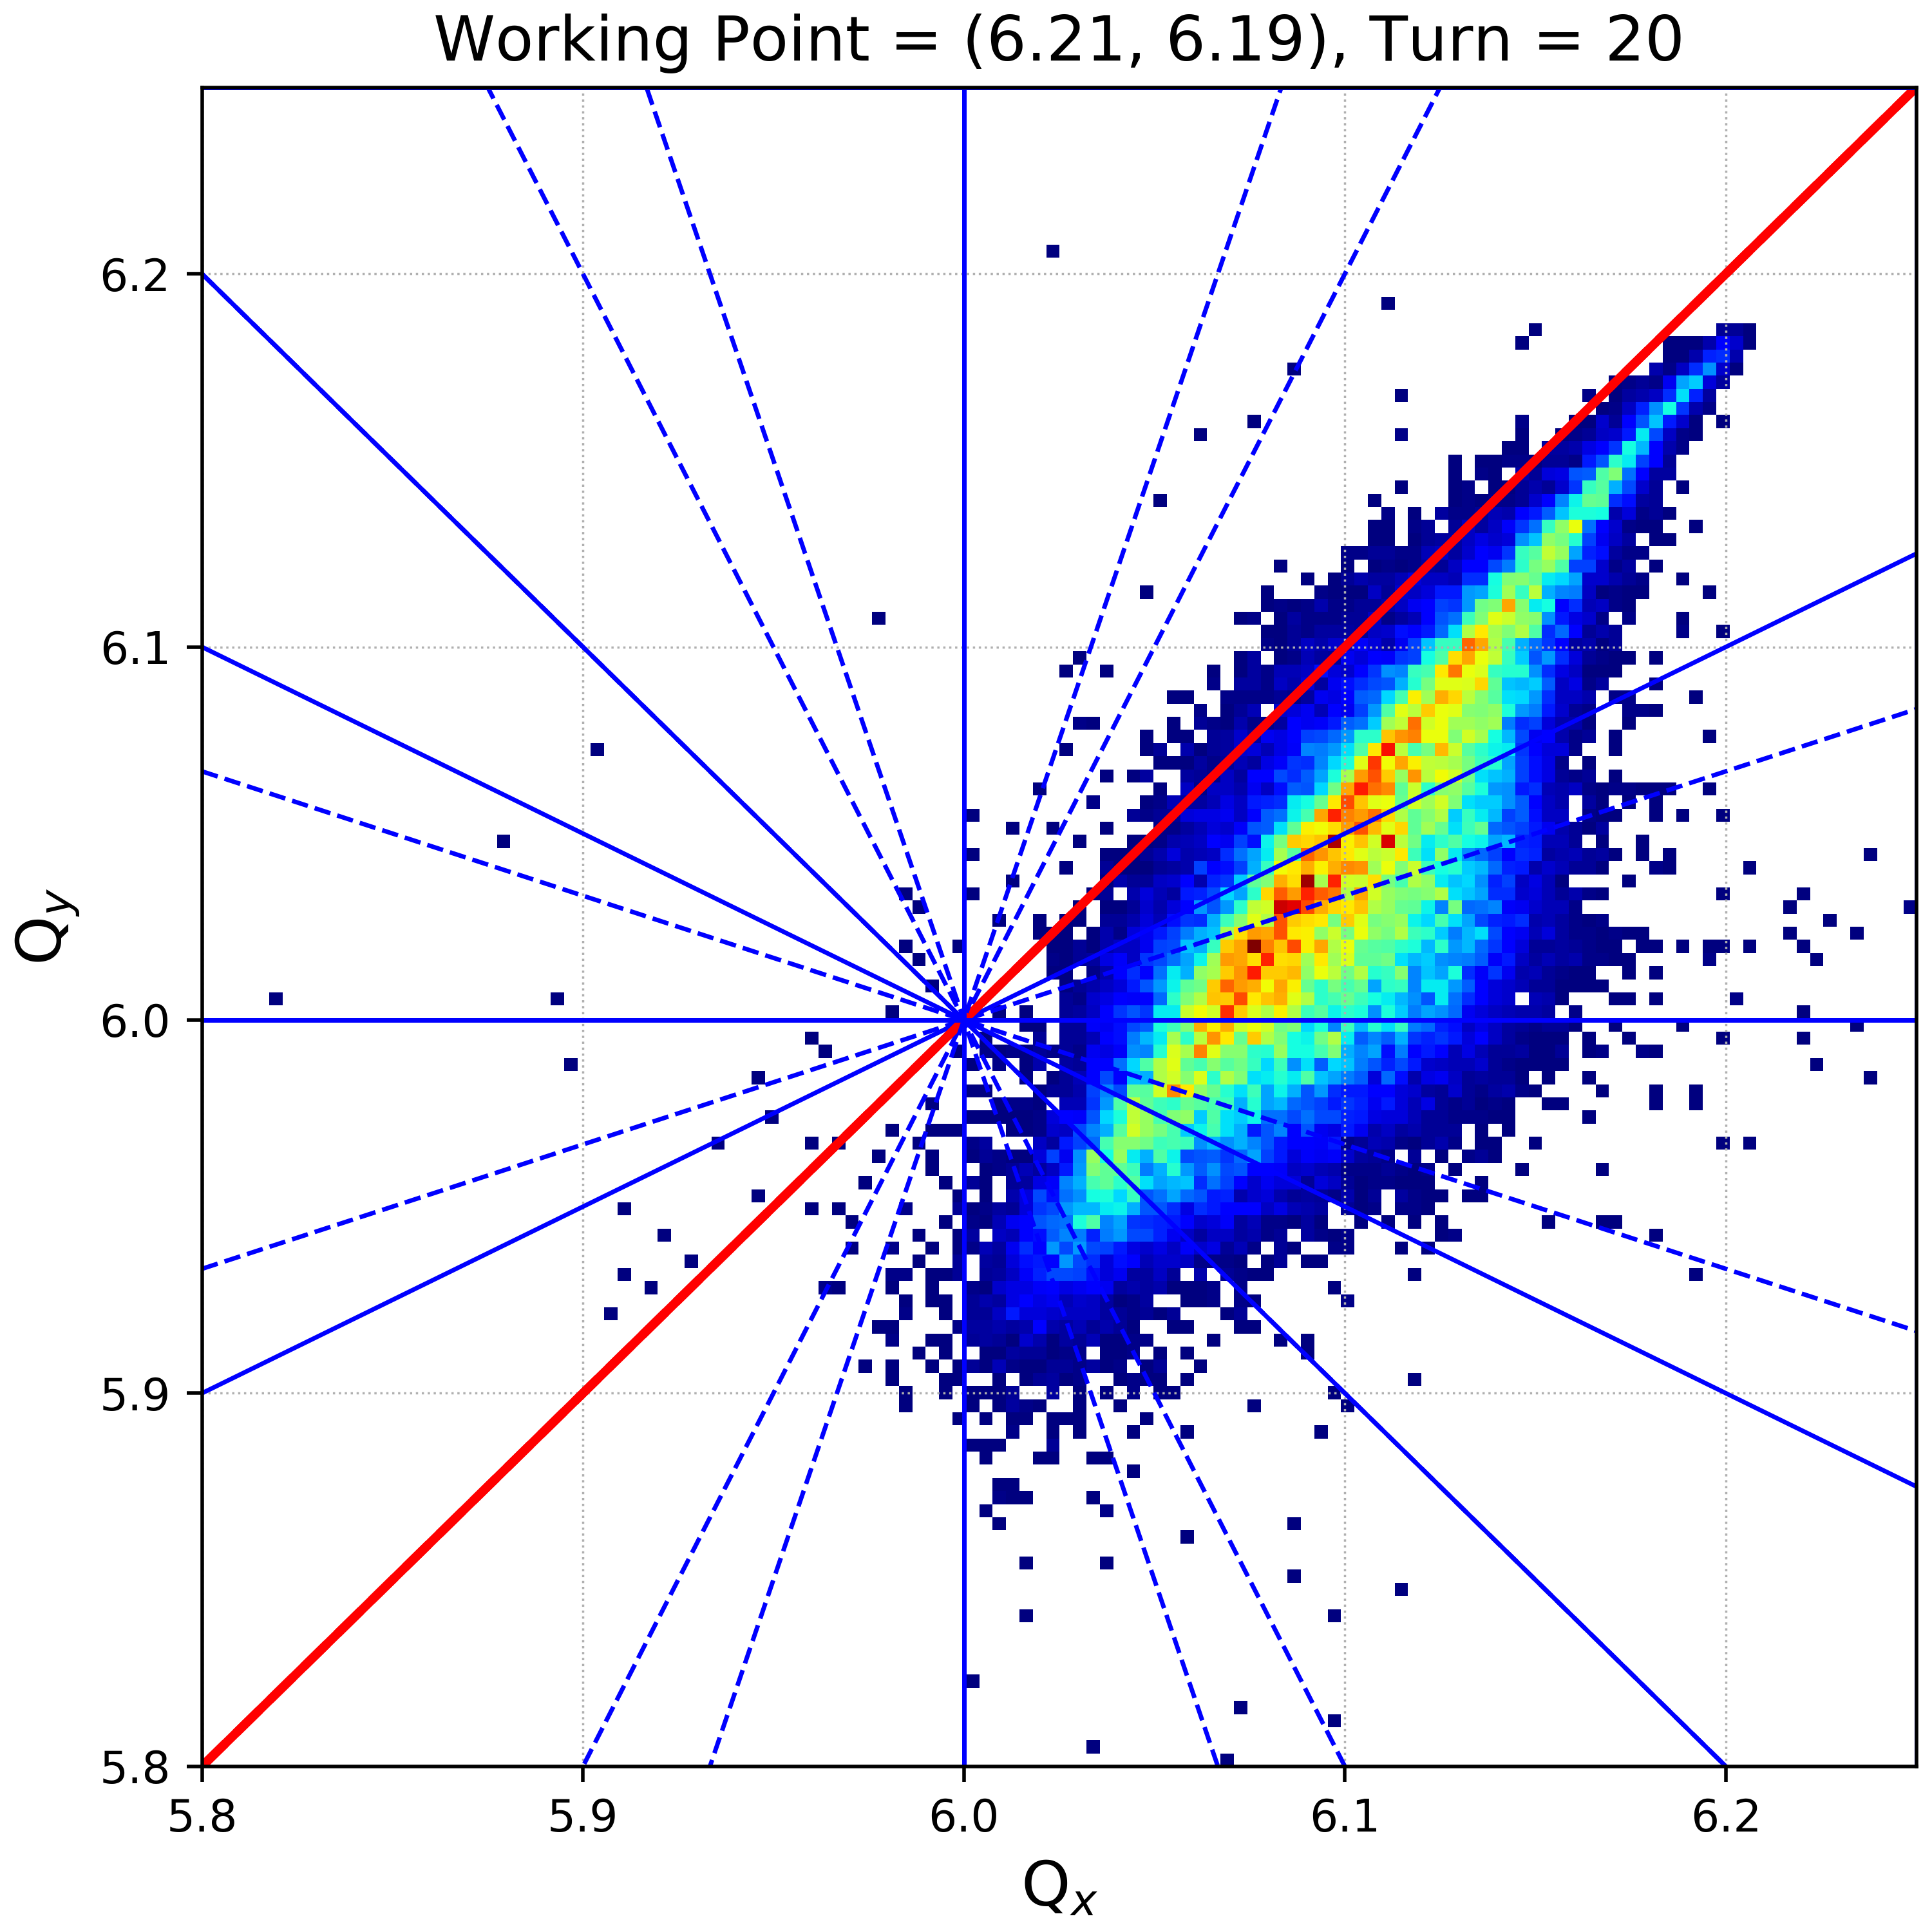 Working Point = (6.21, 6.19), Turn = 20
6.2
6.1
6.0
5.9
5.8
Qy
5.8 5.9 6.0 6.1 6.2
Qx